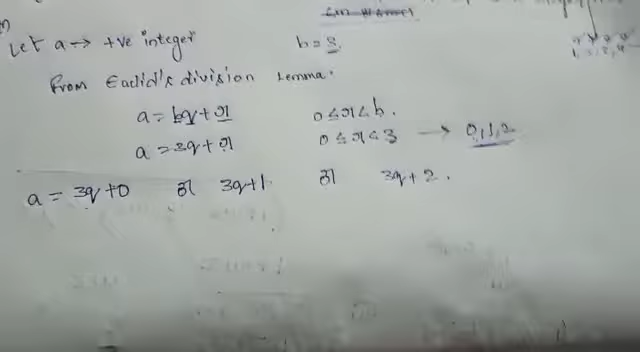 Let a → +ve integer b = 3
From Euclid's division lemma.
a = bq + r 0 ≤ r < b.
a = 3q + r 0 ≤ r < 3 → 0, 1, 2
a = 3q + 0 or 3q + 1 or 3q + 2.